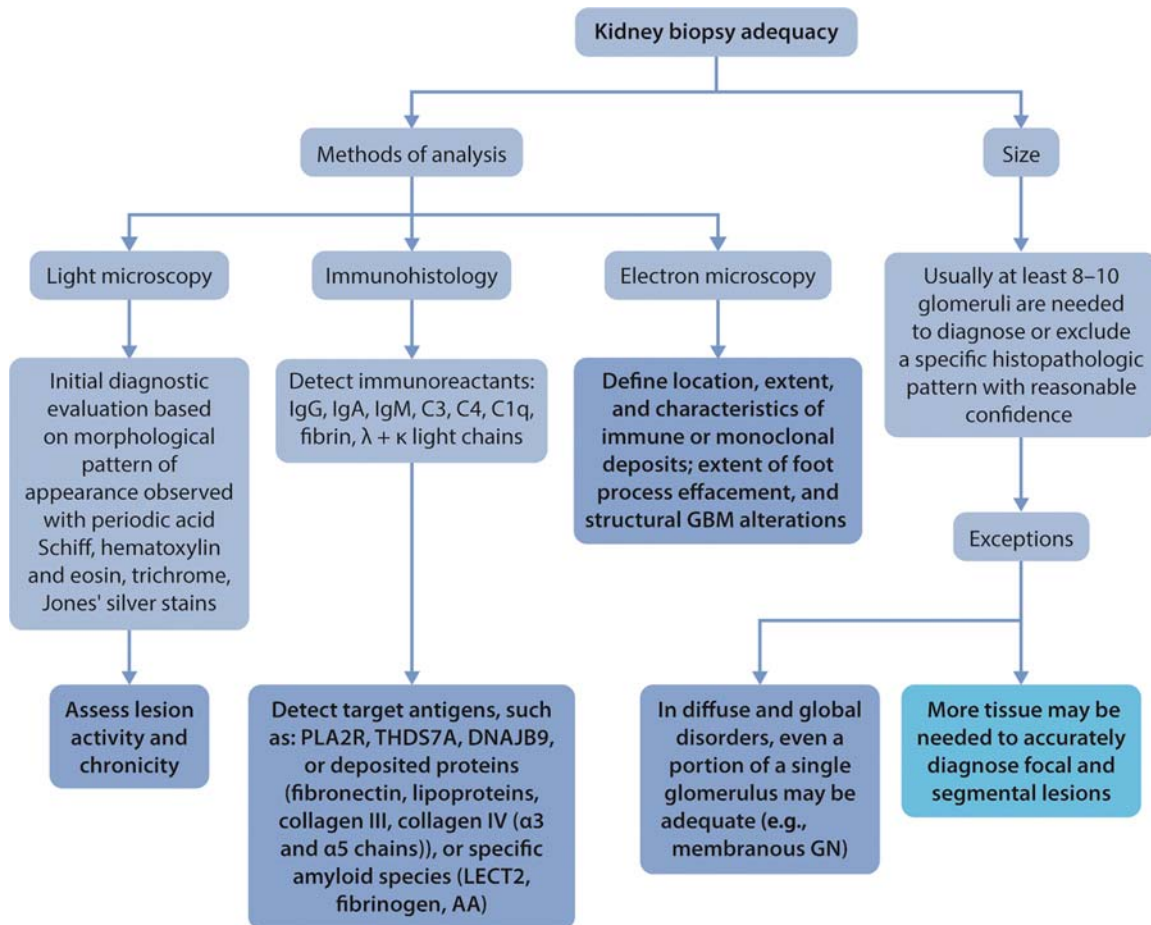 Kidney biopsy adequacy
Methods of analysis
Size
Light microscopy
Immunohistology
Electron microscopy
Usually at least 8–10
glomeruli are needed
to diagnose or exclude
a specific histopathologic
pattern with reasonable
confidence
Initial diagnostic
evaluation based
on morphological
pattern of
appearance observed
with periodic acid
Schiff, hematoxylin
and eosin, trichrome,
Jones' silver stains
Detect immunoreactants:
IgG, IgA, IgM, C3, C4, C1q,
fibrin, λ + κ light chains
Define location, extent,
and characteristics of
immune or monoclonal
deposits; extent of foot
process effacement, and
structural GBM alterations
Exceptions
Assess lesion
activity and
chronicity
Detect target antigens, such
as: PLA2R, THDS7A, DNAJB9,
or deposited proteins
(fibronectin, lipoproteins,
collagen III, collagen IV (α3
and α5 chains)), or specific
amyloid species (LECT2,
fibrinogen, AA)
In diffuse and global
disorders, even a
portion of a single
glomerulus may be
adequate (e.g.,
membranous GN)
More tissue may be
needed to accurately
diagnose focal and
segmental lesions